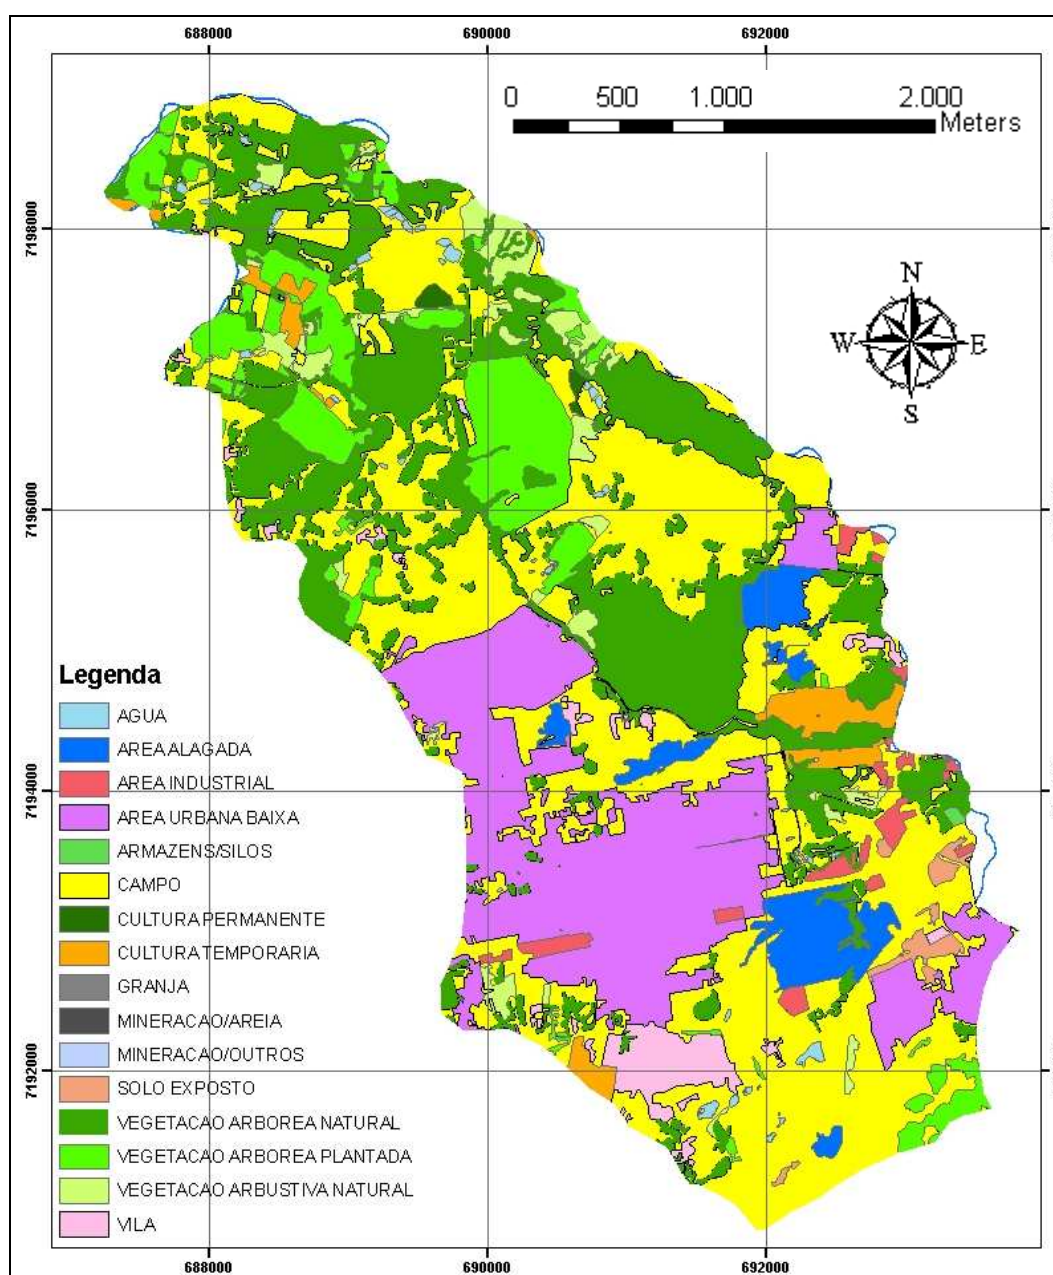 688000 690000 692000
0 500 1.000 2.000
Meters
7198000
N
W E
S
7196000
Legenda
AGUA
AREA ALAGADA
AREA INDUSTRIAL
7194000
AREA URBANA BAIXA
ARMAZENS/SILOS
CAMPO
CULTURA PERMANENTE
CULTURA TEMPORARIA
GRANJA
MINERACAO/AREIA
MINERACAO/OUTROS
7192000
SOLO EXPOSTO
VEGETACAO ARBOREA NATURAL
VEGETACAO ARBOREA PLANTADA
VEGETACAO ARBUSTIVA NATURAL
VILA
688000 690000 692000